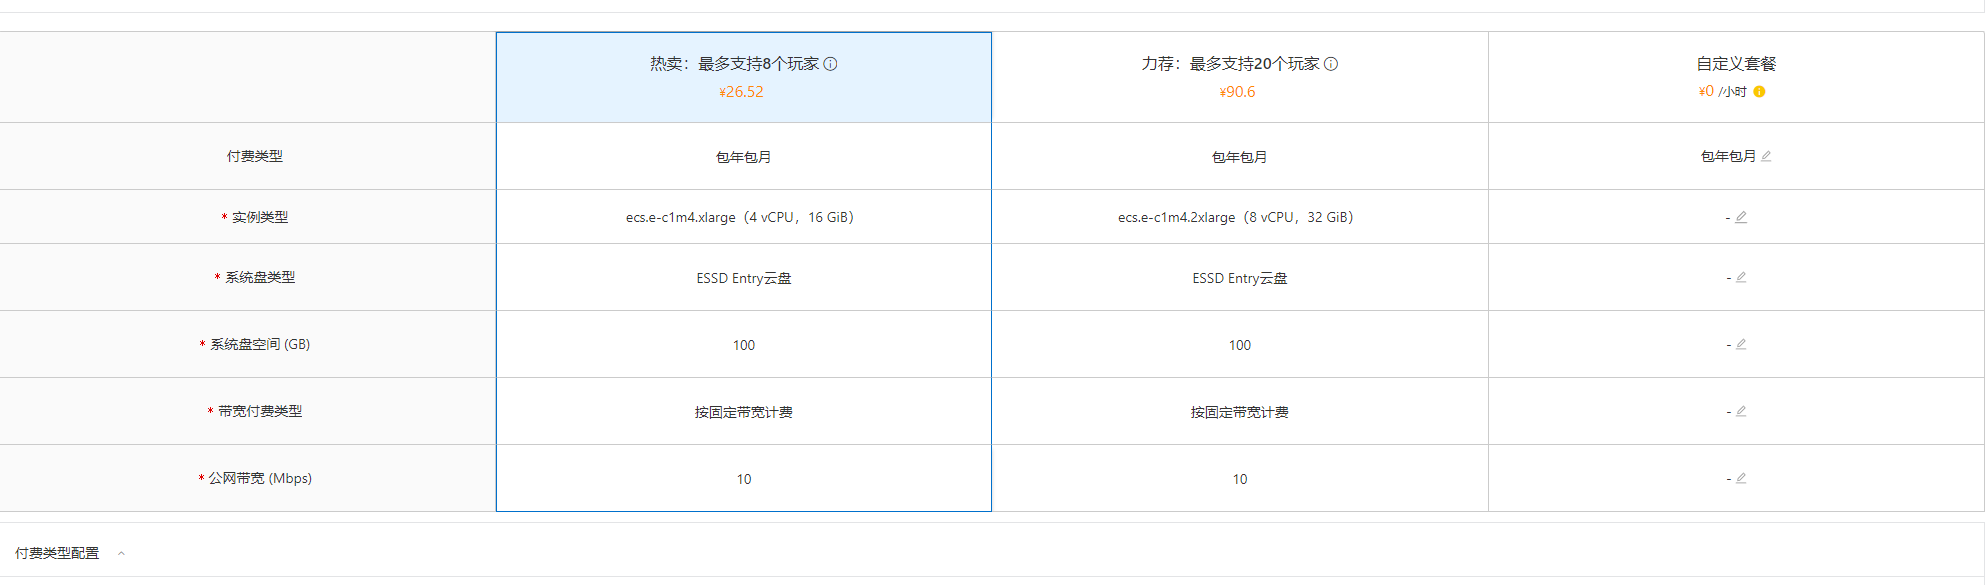 热卖：最多支持8个玩家
¥26.52
力荐：最多支持20个玩家
¥90.6
自定义套餐
¥0 /小时
付费类型
包年包月
包年包月
包年包月
* 实例类型
ecs.e-c1m4.xlarge（4 vCPU，16 GiB）
ecs.e-c1m4.2xlarge（8 vCPU，32 GiB）
-
* 系统盘类型
ESSD Entry云盘
ESSD Entry云盘
-
* 系统盘空间 (GB)
100
100
-
* 带宽付费类型
按固定带宽计费
按固定带宽计费
-
* 公网带宽 (Mbps)
10
10
-
付费类型配置